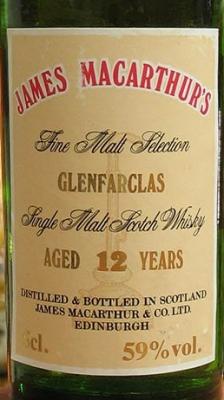 JAMES MACARTHUR'S
Fine Malt Selection
GLENFARCLAS
Single Malt Scotch Whisky
AGED 12 YEARS
DISTILLED & BOTTLED IN SCOTLAND
JAMES MACARTHUR & CO. LTD.
EDINBURGH
cl. 59% vol.